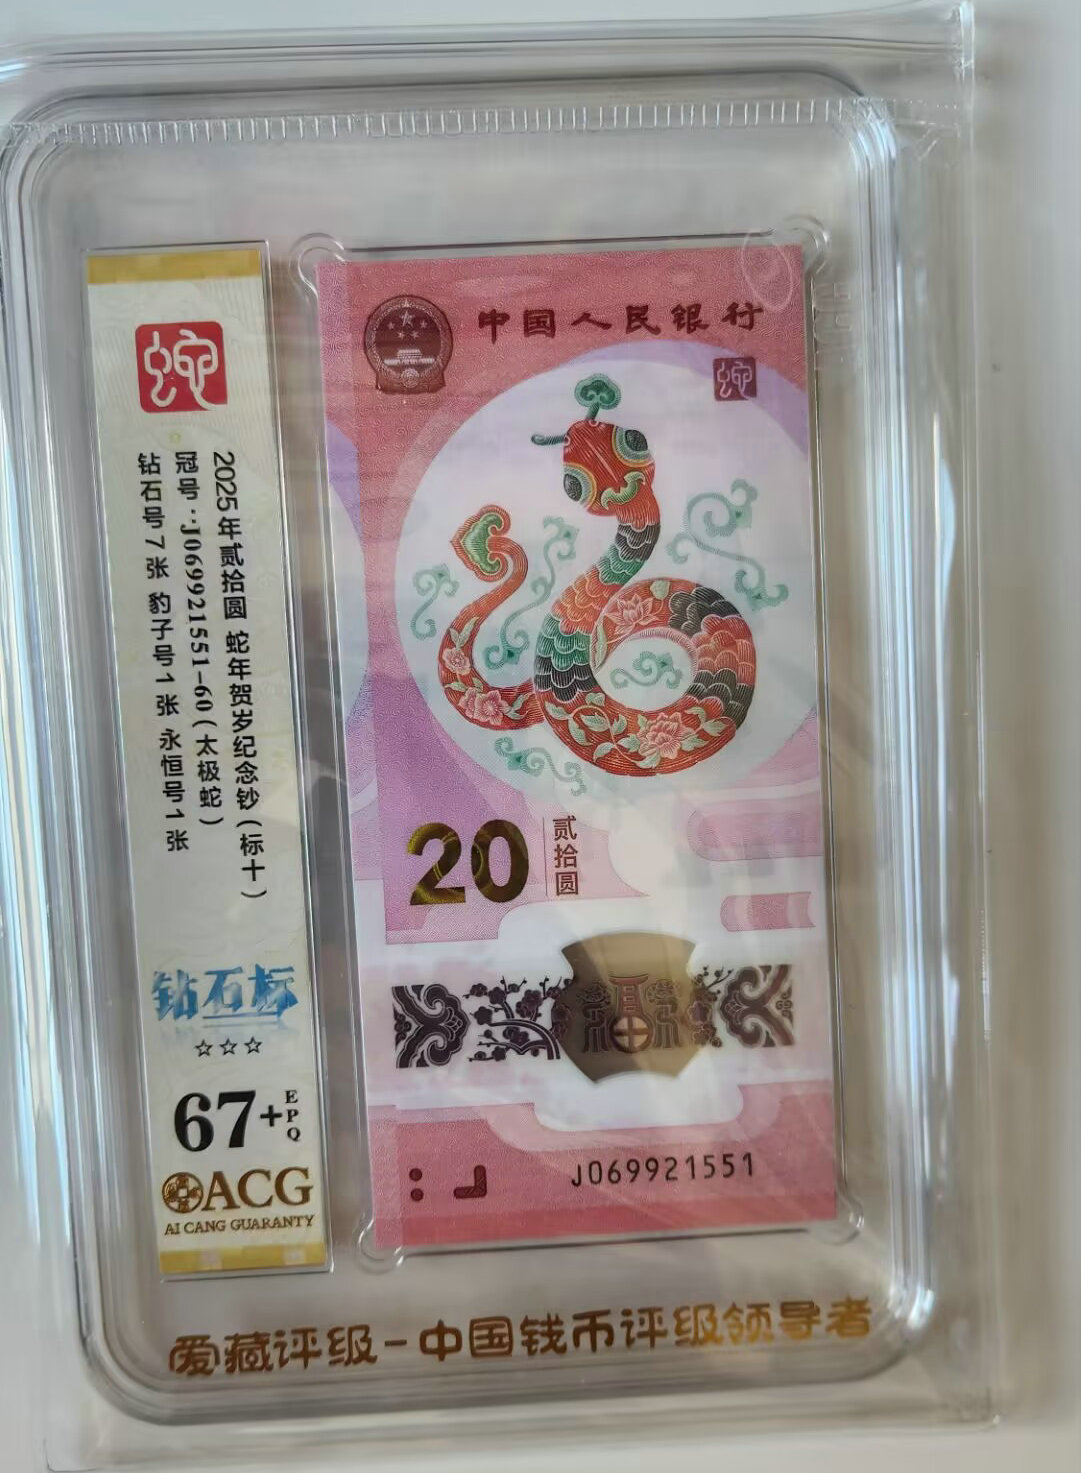 蛇
2025年贰拾圆 蛇年贺岁纪念钞(标十)
冠号:J069921551-60(太极蛇)
钻石号7张 豹子号1张 永恒号1张
钻石标
☆☆☆
67+EPQ
ACG
AI CANG GUARANTY
中国人民银行
蛇
20
贰拾圆
福
J069921551
爱藏评级-中国钱币评级领导者